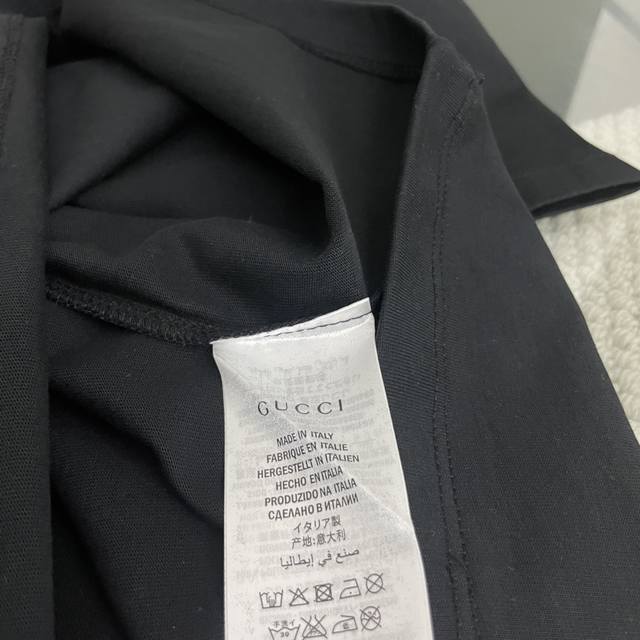 GUCCI
MADE IN ITALY
FABRIQUE EN ITALIE
HERGESTELLT IN ITALIEN
HECHO EN ITALIA
PRODUZIDO NA ITALIA
СДЕЛАНО В ИТАЛИИ
イタリア製
产地:意大利
صنع في إيطاليا